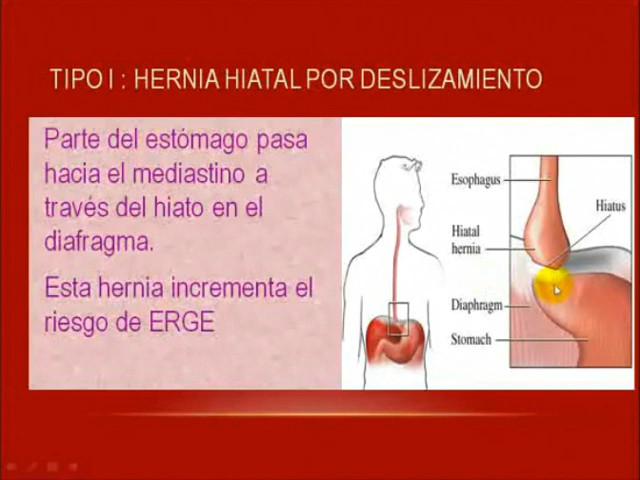 TIPO I : HERNIA HIATAL POR DESLIZAMIENTO
Parte del estómago pasa
hacia el mediastino a
través del hiato en el
diafragma.
Esta hernia incrementa el
riesgo de ERGE
Esophagus
Hiatus
Hiatal
hernia
Diaphragm
Stomach